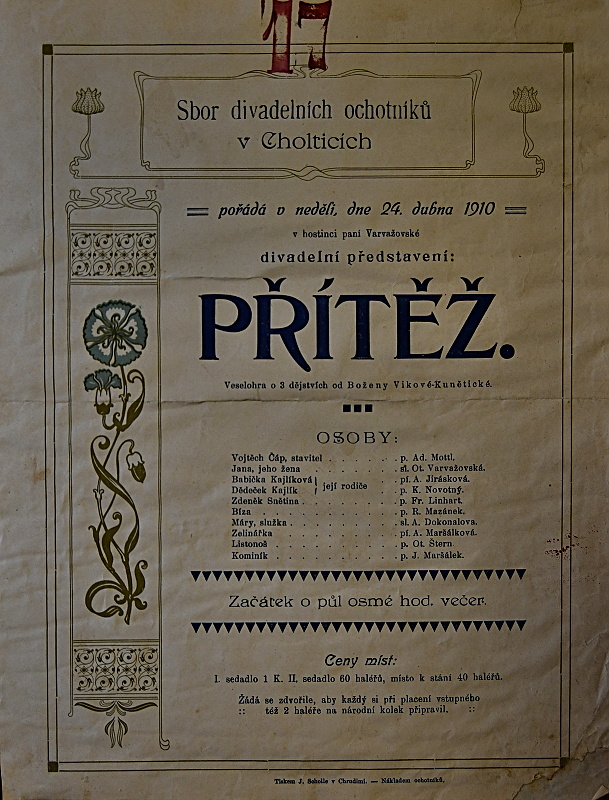 17
Sbor divadelních ochotníků
v Cholticích
pořádá v neděli, dne 24. dubna 1910
v hostinci paní Varvažovské
divadelní představení:
PŘÍTĚŽ.
Veselohra o 3 dějstvích od Boženy Vikové-Kunětické.
OSOBY:
Vojtěch Čáp, stavitel . . . . . . . p. Ad. Mottl.
Jana, jeho žena . . . . . . . sl. Ot. Varvažovská.
Babička Kajlíková } její rodiče . . . pí. A. Jirásková.
Dědeček Kajlík } . . . p. K. Novotný.
Zdeněk Snětina . . . . . . . p. Fr. Linhart.
Bíza . . . . . . . p. R. Mazánek.
Máry, služka . . . . . . . sl. A. Dokonalova.
Zelinářka . . . . . . . pí. A. Maršálková.
Listonoš . . . . . . . p. Ot. Štern.
Kominík . . . . . . . p. J. Maršálek.
Začátek o půl osmé hod. večer.
Ceny míst:
I. sedadlo 1 K. II. sedadlo 60 haléřů, místo k stání 40 haléřů.
Žádá se zdvořile, aby každý si při placení vstupného
:: též 2 haléře na národní kolek připravil. ::
Tiskem J. Scholle v Chrudimi. — Nákladem ochotníků.